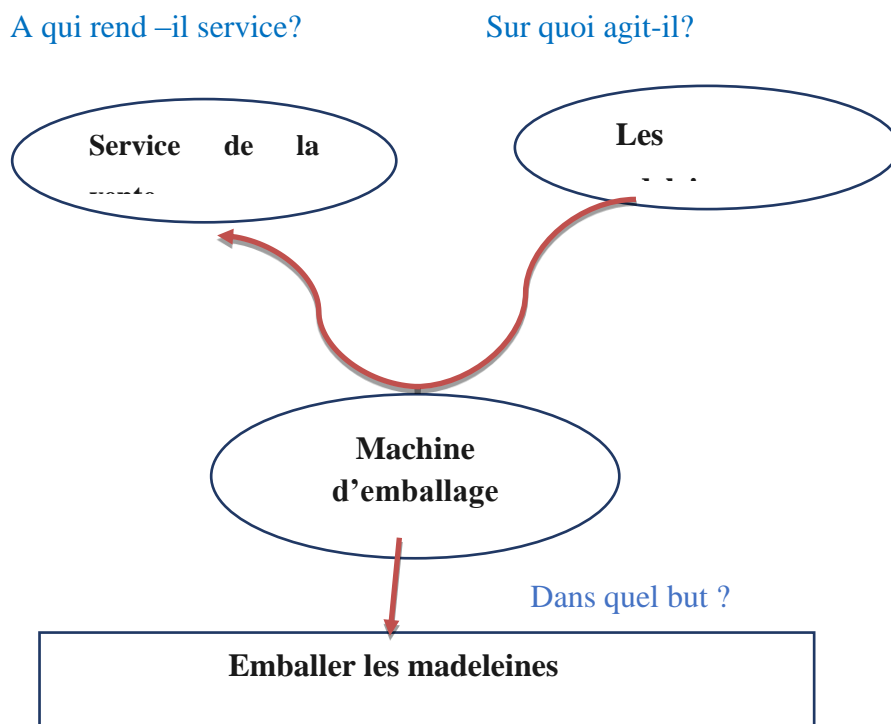 A qui rend –il service?
Sur quoi agit-il?
Service de la
Les
Machine
d’emballage
Dans quel but ?
Emballer les madeleines